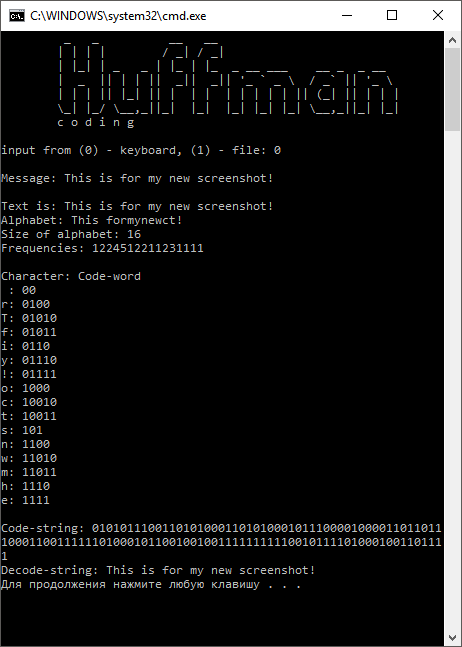 C:\WINDOWS\system32\cmd.exe
Huffman
c o d i n g
input from (0) - keyboard, (1) - file: 0
Message: This is for my new screenshot!
Text is: This is for my new screenshot!
Alphabet: This formynewct!
Size of alphabet: 16
Frequencies: 1224512211231111
Character: Code-word
 : 00
r: 0100
T: 01010
f: 01011
i: 0110
y: 01110
!: 01111
o: 1000
c: 10010
t: 10011
s: 101
n: 1100
w: 11010
m: 11011
h: 1110
e: 1111
Code-string: 01010111001101010001101010001011100001000011011011
100011001111110100010110010010011111111110010111101000100110111
1
Decode-string: This is for my new screenshot!
Для продолжения нажмите любую клавишу . . .